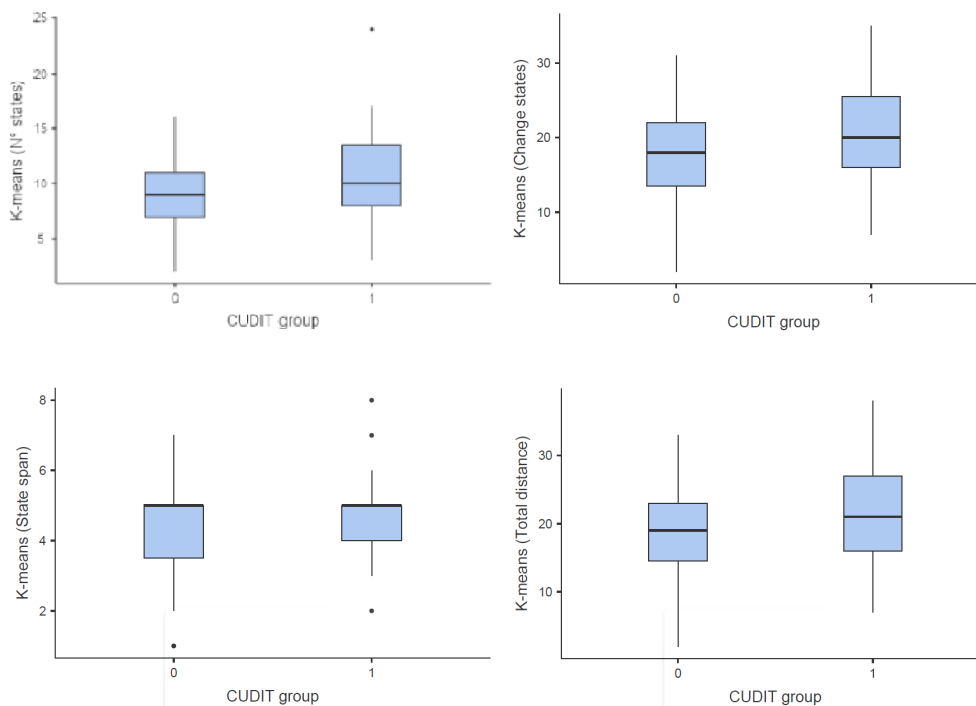 25
20
15
10
5
K-means (N° states)
0
1
CUDIT group
30
20
10
K-means (Change states)
0
1
CUDIT group
8
6
4
2
K-means (State span)
0
1
CUDIT group
30
20
10
K-means (Total distance)
0
1
CUDIT group